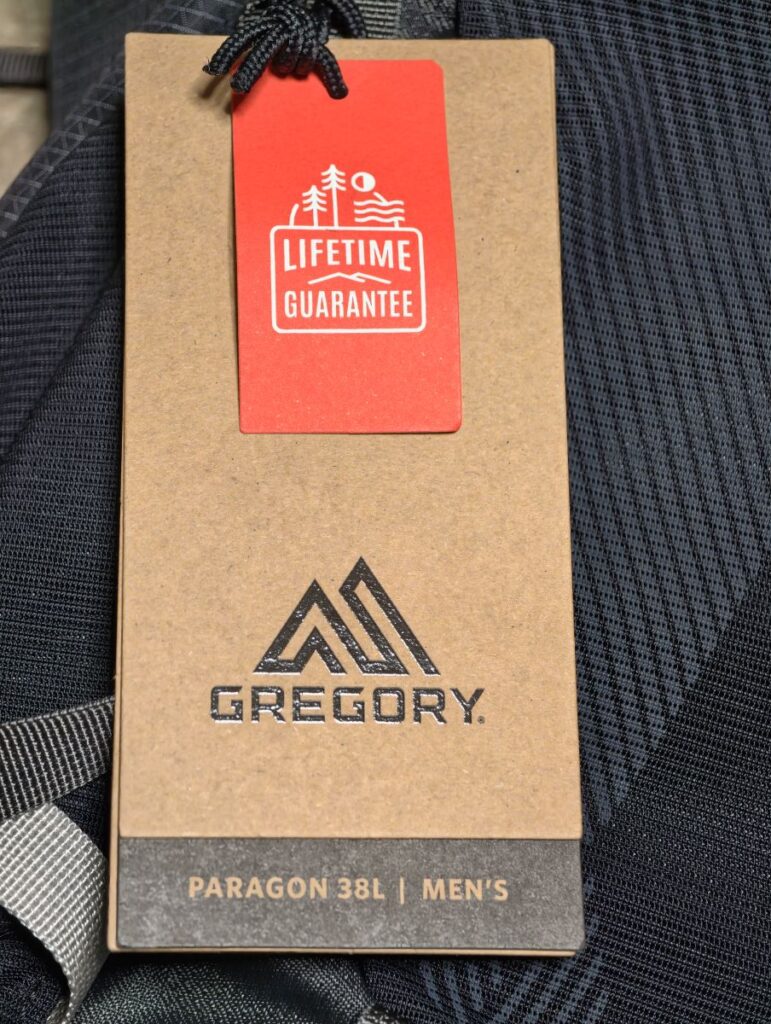 LIFETIME
GUARANTEE
GREGORY.
PARAGON 38L | MEN'S